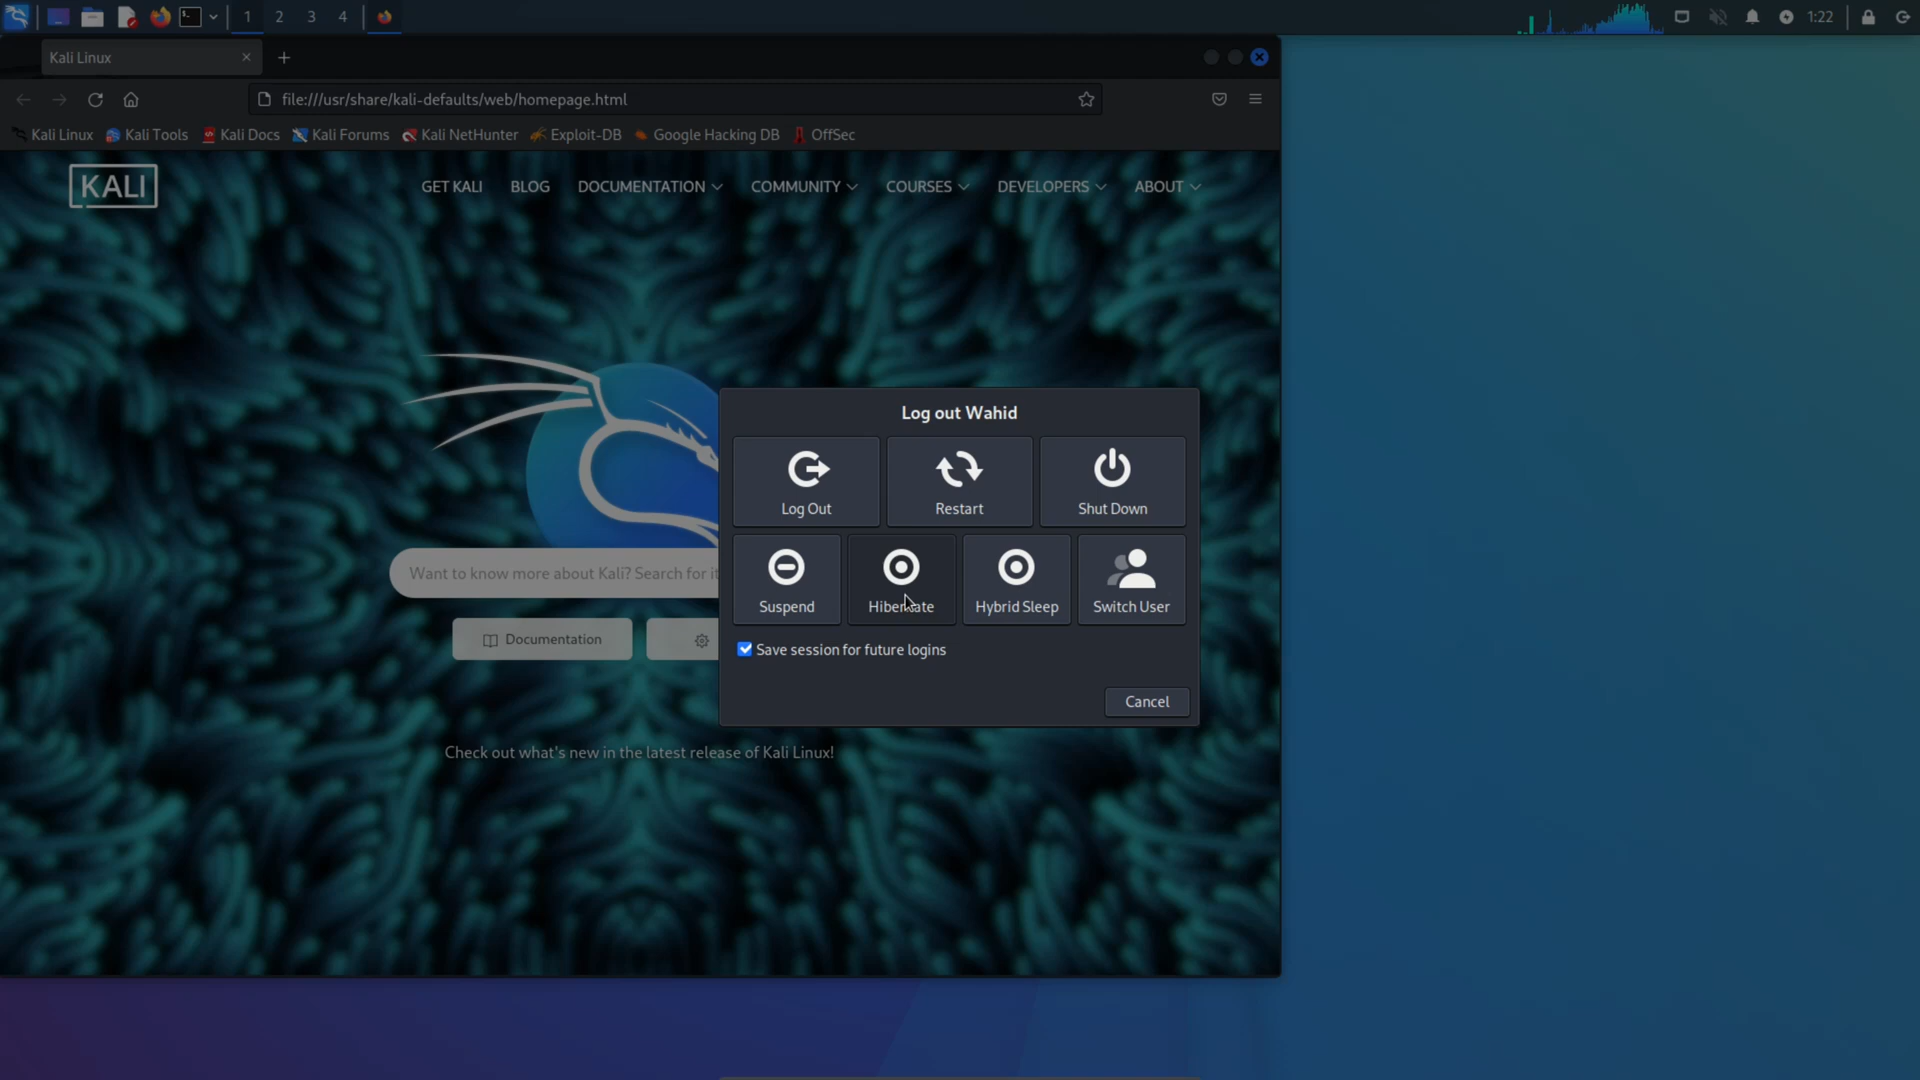 1 2 3 4 1:22
Kali Linux
file:///usr/share/kali-defaults/web/homepage.html
Kali Linux Kali Tools Kali Docs Kali Forums Kali NetHunter Exploit-DB Google Hacking DB OffSec
KALI GET KALI BLOG DOCUMENTATION COMMUNITY COURSES DEVELOPERS ABOUT
Log out Wahid
Log Out Restart Shut Down
Want to know more about Kali? Search for it
Suspend Hibernate Hybrid Sleep Switch User
Documentation
Save session for future logins
Cancel
Check out what's new in the latest release of Kali Linux!